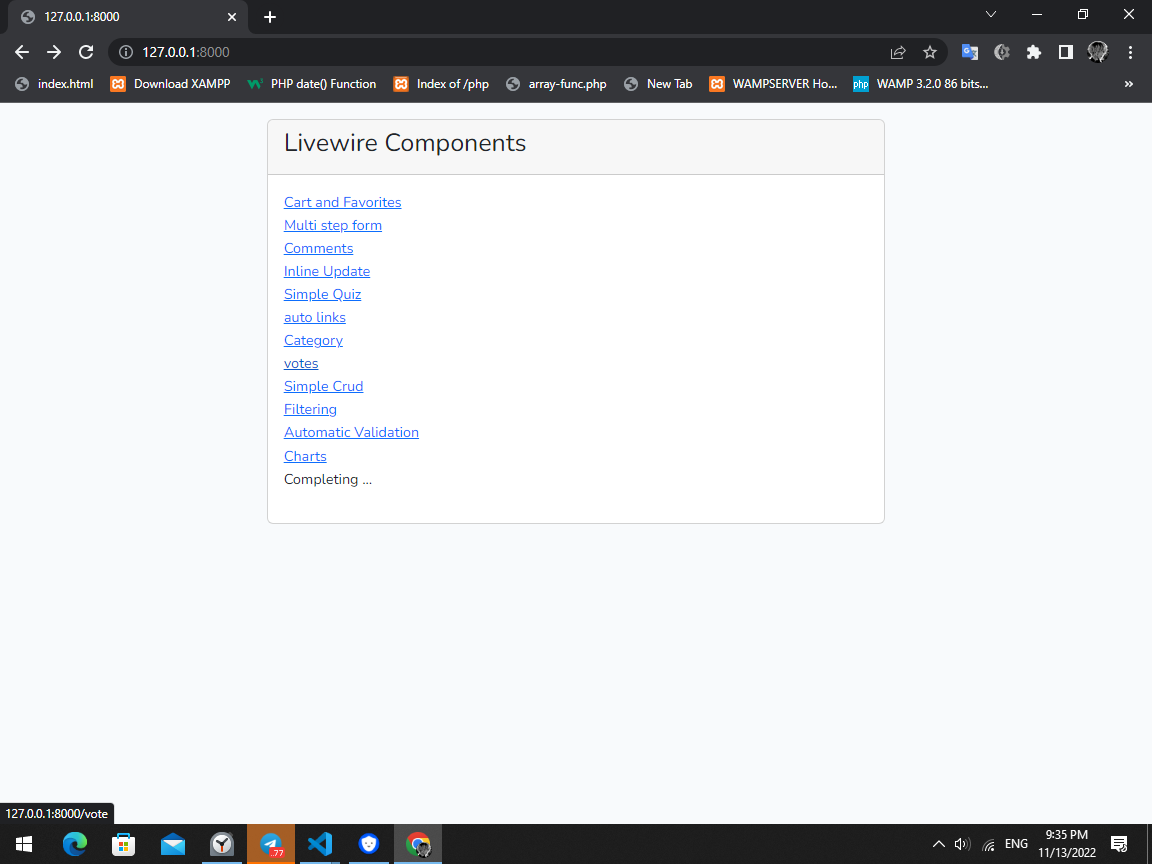 127.0.0.1:8000
127.0.0.1:8000
index.html Download XAMPP PHP date() Function Index of /php array-func.php New Tab WAMPSERVER Ho... php WAMP 3.2.0 86 bits... »
Livewire Components
Cart and Favorites
Multi step form
Comments
Inline Update
Simple Quiz
auto links
Category
votes
Simple Crud
Filtering
Automatic Validation
Charts
Completing ...
127.0.0.1:8000/vote
77
ENG
9:35 PM
11/13/2022